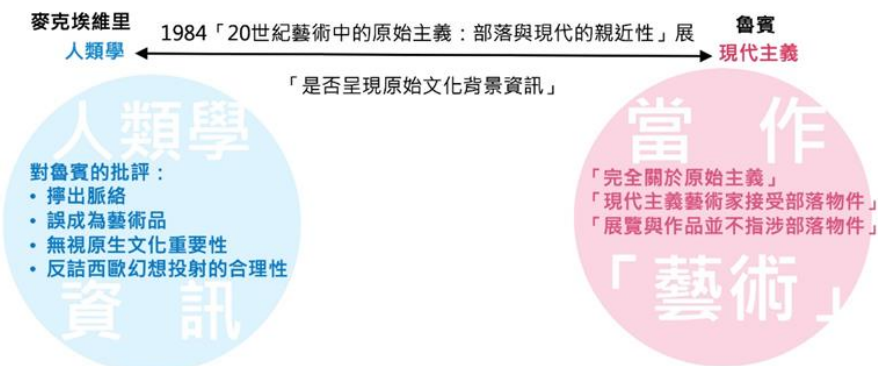 麥克埃維里
人類學
1984「20世紀藝術中的原始主義：部落與現代的親近性」展
魯賓
現代主義
「是否呈現原始文化背景資訊」
人類學
對魯賓的批評：
• 擰出脈絡
• 誤成為藝術品
• 無視原生文化重要性
• 反詰西歐幻想投射的合理性
資 訊
當 作
「完全關於原始主義」
「現代主義藝術家接受部落物件」
「展覽與作品並不指涉部落物件」
「藝術」